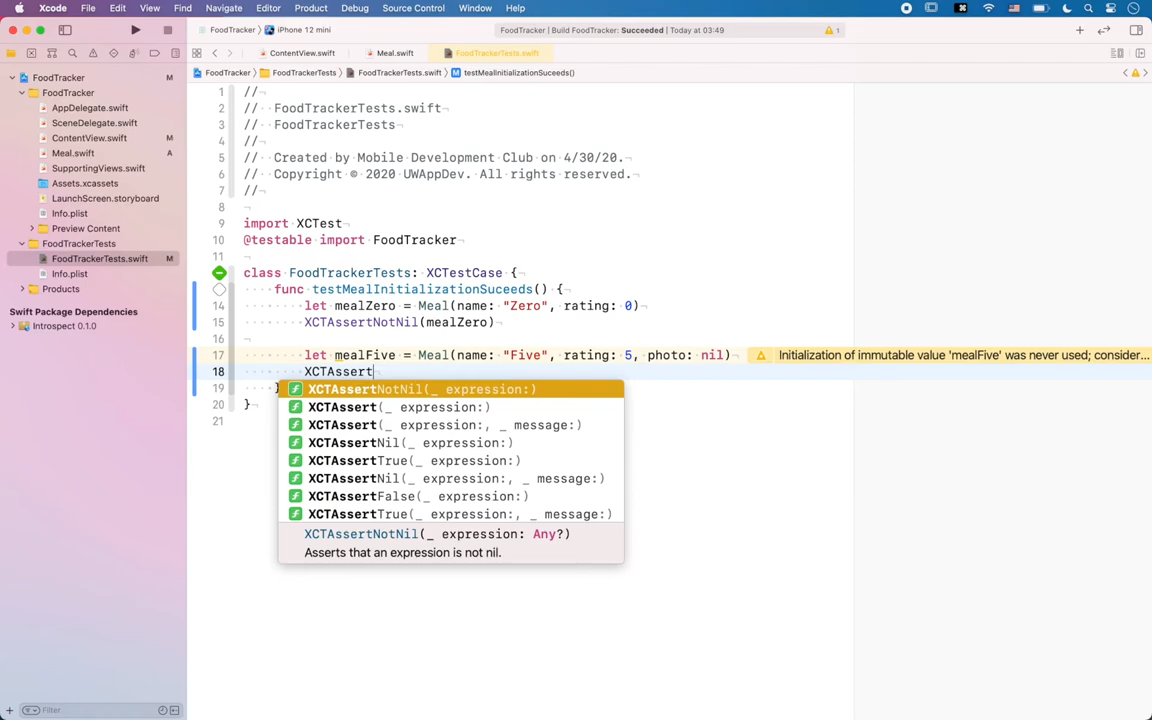 Xcode File Edit View Find Navigate Editor Product Debug Source Control Window Help
FoodTracker iPhone 12 mini FoodTracker | Build FoodTracker: Succeeded | Today at 03:49 1
ContentView.swift Meal.swift FoodTrackerTests.swift
FoodTracker FoodTrackerTests FoodTrackerTests.swift M testMealInitializationSuceeds()
FoodTracker M
FoodTracker
AppDelegate.swift
SceneDelegate.swift
ContentView.swift M
Meal.swift A
SupportingViews.swift
Assets.xcassets
LaunchScreen.storyboard
Info.plist
Preview Content
FoodTrackerTests
FoodTrackerTests.swift
Info.plist
Products
Swift Package Dependencies
Introspect 0.1.0
Filter
1 //
2 // FoodTrackerTests.swift
3 // FoodTrackerTests
4 //
5 // Created by Mobile Development Club on 4/30/20.
6 // Copyright © 2020 UWAppDev. All rights reserved.
7 //
8
9 import XCTest
10 @testable import FoodTracker
11
class FoodTrackerTests: XCTestCase {
func testMealInitializationSuceeds() {
14 let mealZero = Meal(name: "Zero", rating: 0)
15 XCTAssertNotNil(mealZero)
16
17 let mealFive = Meal(name: "Five", rating: 5, photo: nil) Initialization of immutable value 'mealFive' was never used; consider...
18 XCTAssert
19 }
20 }
21
XCTAssertNotNil(_ expression:)
XCTAssert(_ expression:)
XCTAssert(_ expression:, _ message:)
XCTAssertNil(_ expression:)
XCTAssertTrue(_ expression:)
XCTAssertNil(_ expression:, _ message:)
XCTAssertFalse(_ expression:)
XCTAssertTrue(_ expression:, _ message:)
XCTAssertNotNil(_ expression: Any?)
Asserts that an expression is not nil.